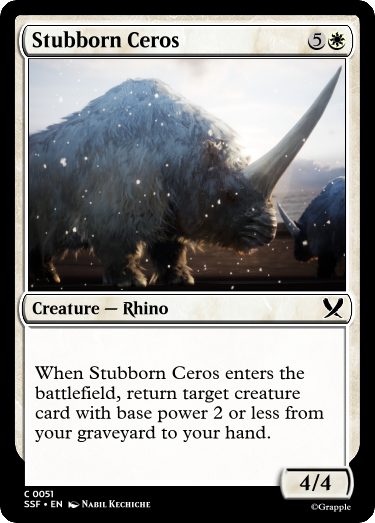 Stubborn Ceros 5
Creature — Rhino
When Stubborn Ceros enters the
battlefield, return target creature
card with base power 2 or less from
your graveyard to your hand.
4/4
C 0051
SSF • EN Nabil Kechiche
©Grapple